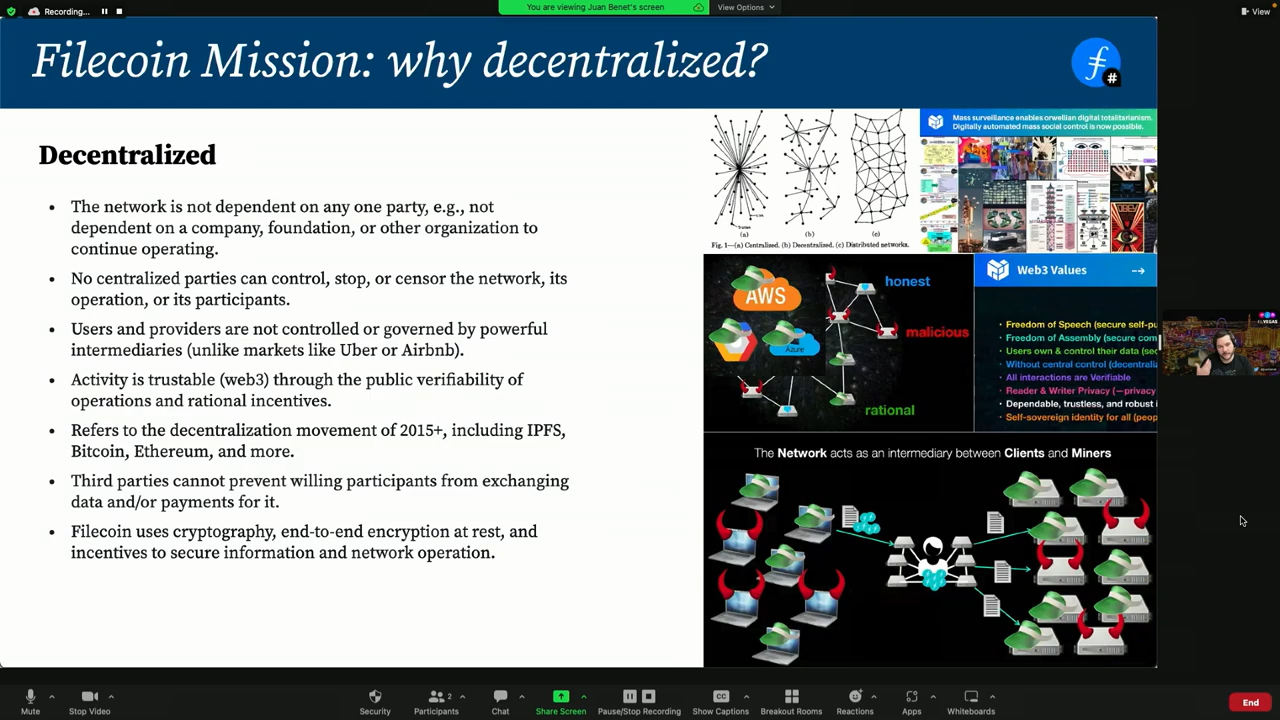 Recording...
You are viewing Juan Benet's screen
View Options
View
Filecoin Mission: why decentralized?
Decentralized
• The network is not dependent on any one party, e.g., not
dependent on a company, foundation, or other organization to
continue operating.
• No centralized parties can control, stop, or censor the network, its
operation, or its participants.
• Users and providers are not controlled or governed by powerful
intermediaries (unlike markets like Uber or Airbnb).
• Activity is trustable (web3) through the public verifiability of
operations and rational incentives.
• Refers to the decentralization movement of 2015+, including IPFS,
Bitcoin, Ethereum, and more.
• Third parties cannot prevent willing participants from exchanging
data and/or payments for it.
• Filecoin uses cryptography, end-to-end encryption at rest, and
incentives to secure information and network operation.
(a) (b) (c)
Fig. 1—(a) Centralized. (b) Decentralized. (c) Distributed networks.
Mass surveillance enables orwellian digital totalitarianism.
Digitally automated mass social control is now possible.
OBEY
AWS
Azure
honest
malicious
rational
Web3 Values
• Freedom of Speech (secure self-pu
• Freedom of Assembly (secure com
• Users own & control their data (sec
• Without central control (decentrali
• All interactions are Verifiable
• Reader & Writer Privacy (—privacy
• Dependable, trustless, and robust i
• Self-sovereign identity for all (peop
The Network acts as an intermediary between Clients and Miners
VEGAS
Mute
Stop Video
Security
Participants
2
Chat
Share Screen
Pause/Stop Recording
CC
Show Captions
Breakout Rooms
Reactions
Apps
Whiteboards
End